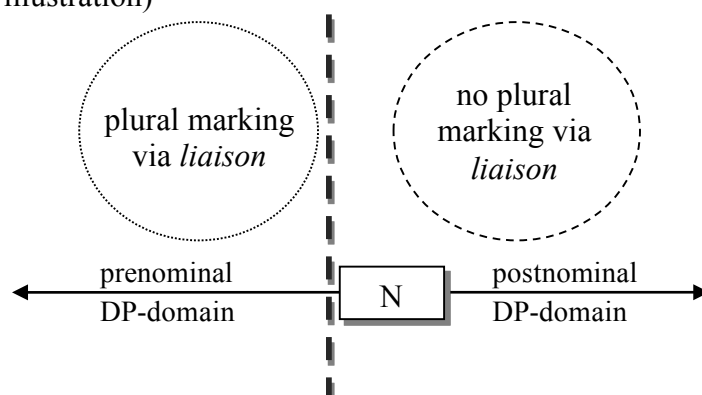 illustration)
plural marking
via liaison
no plural
marking via
liaison
prenominal
DP-domain
N
postnominal
DP-domain